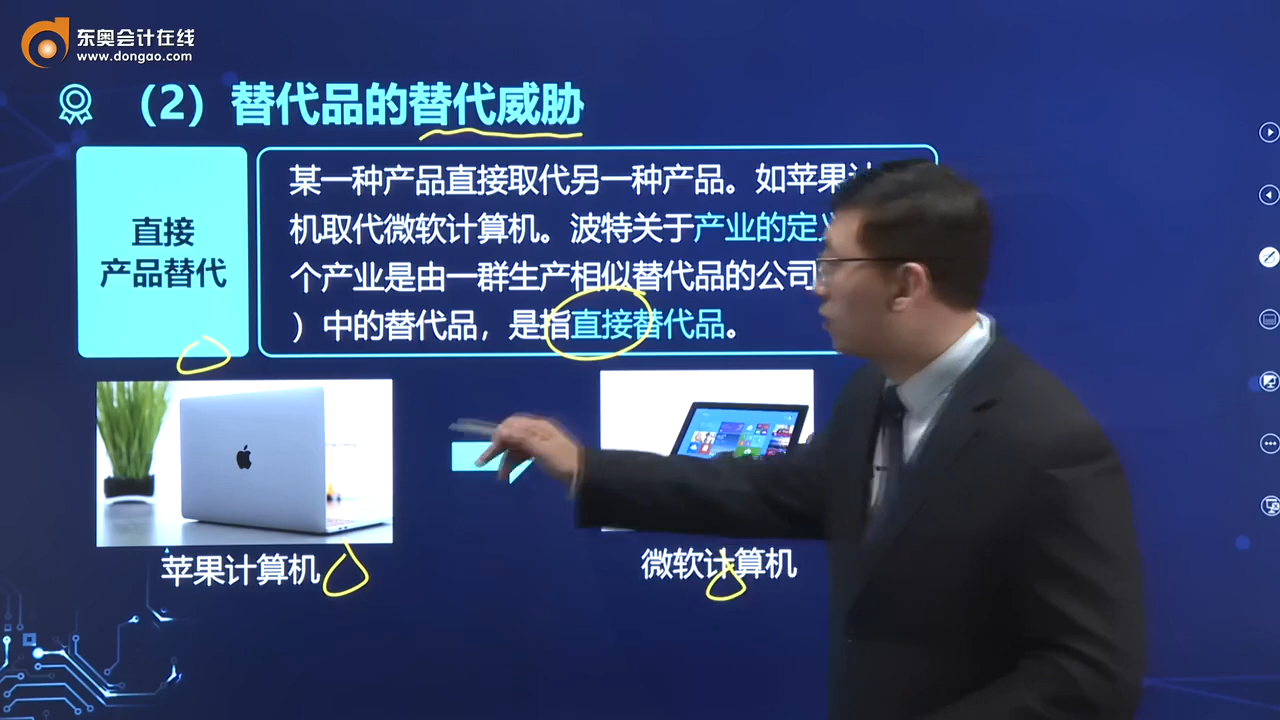 东奥会计在线
www.dongao.com
（2）替代品的替代威胁
直接
产品替代
某一种产品直接取代另一种产品。如苹果计
机取代微软计算机。波特关于产业的定义
个产业是由一群生产相似替代品的公司
）中的替代品，是指直接替代品。
苹果计算机
微软计算机